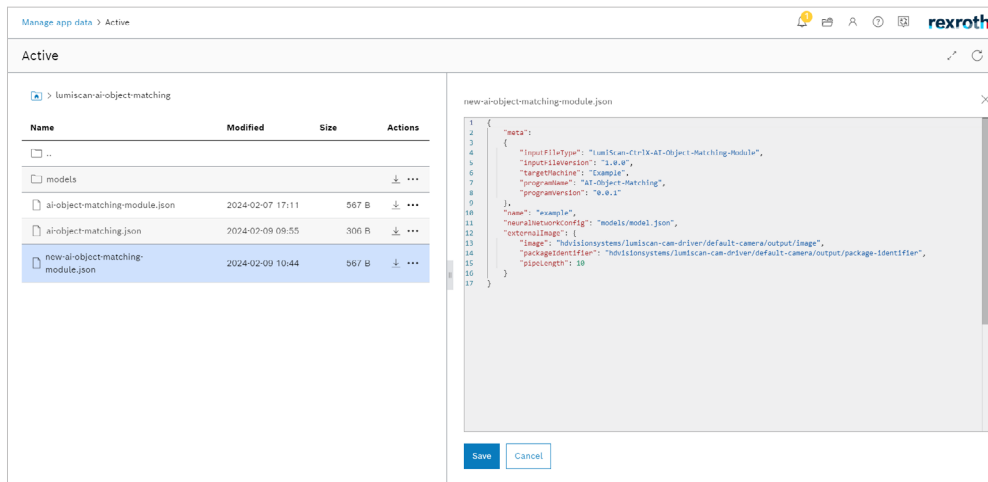 Manage app data > Active
1
rexroth
Active
> lumiscan-ai-object-matching
Name Modified Size Actions
..
models
ai-object-matching-module.json 2024-02-07 17:11 567 B
ai-object-matching.json 2024-02-09 09:55 306 B
new-ai-object-matching-
module.json 2024-02-09 10:44 567 B
new-ai-object-matching-module.json
1 {
2 "meta":
3 {
4 "inputFileType": "LumiScan-CtrlX-AI-Object-Matching-Module",
5 "inputFileVersion": "1.0.0",
6 "targetMachine": "Example",
7 "programName": "AI-Object-Matching",
8 "programVersion": "0.0.1"
9 },
10 "name": "example",
11 "neuralNetworkConfig": "models/model.json",
12 "externalImage": {
13 "image": "hdvisionsystems/lumiscan-cam-driver/default-camera/output/image",
14 "packageIdentifier": "hdvisionsystems/lumiscan-cam-driver/default-camera/output/package-identifier",
15 "pipeLength": 10
16 }
17 }
Save Cancel